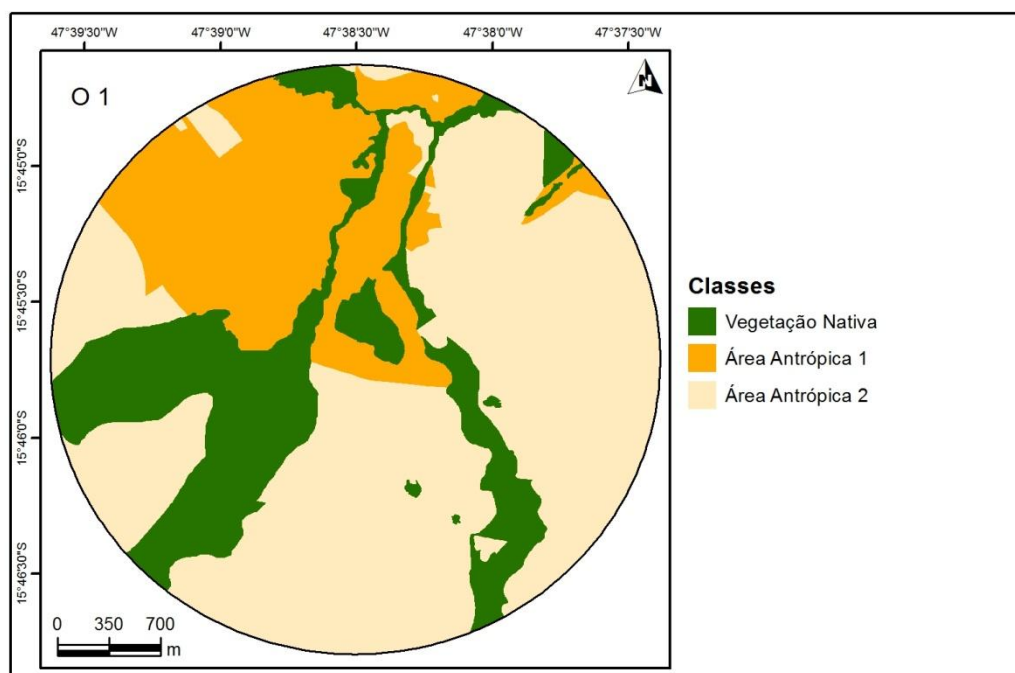 47°39'30"W 47°39'0"W 47°38'30"W 47°38'0"W 47°37'30"W
O 1
N
15°45'0"S
15°45'30"S
15°46'0"S
15°46'30"S
Classes
Vegetação Nativa
Área Antrópica 1
Área Antrópica 2
0 350 700
m